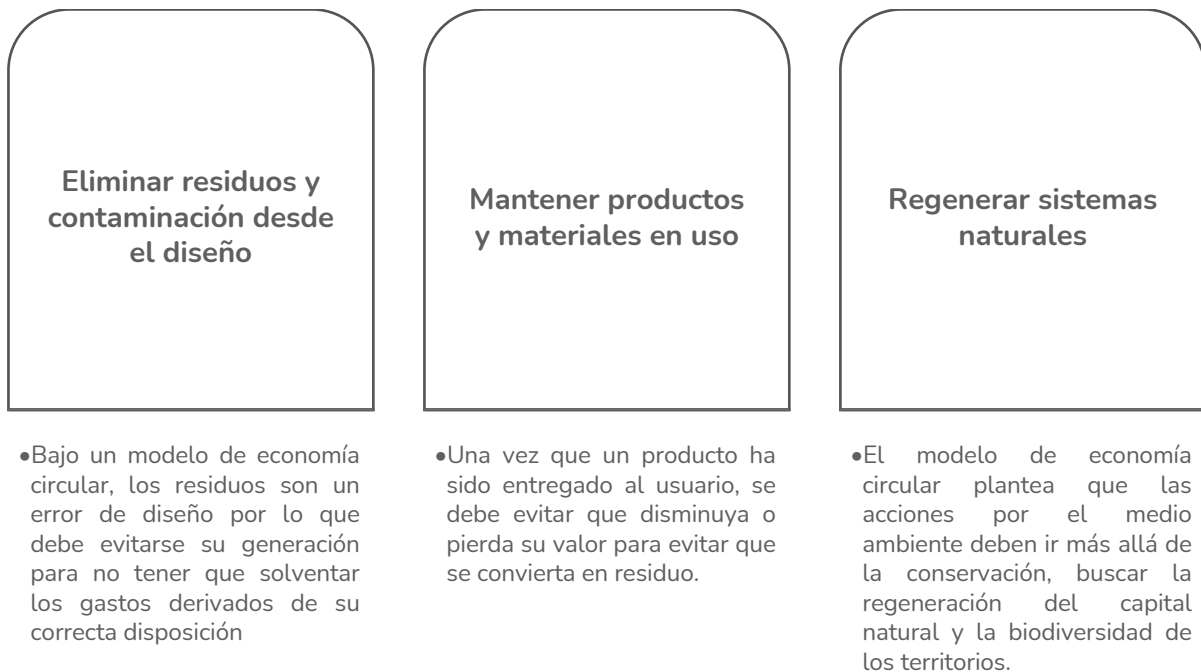 Eliminar residuos y
contaminación desde
el diseño
•Bajo un modelo de economía
circular, los residuos son un
error de diseño por lo que
debe evitarse su generación
para no tener que solventar
los gastos derivados de su
correcta disposición
Mantener productos
y materiales en uso
•Una vez que un producto ha
sido entregado al usuario, se
debe evitar que disminuya o
pierda su valor para evitar que
se convierta en residuo.
Regenerar sistemas
naturales
•El modelo de economía
circular plantea que las
acciones por el medio
ambiente deben ir más allá de
la conservación, buscar la
regeneración del capital
natural y la biodiversidad de
los territorios.